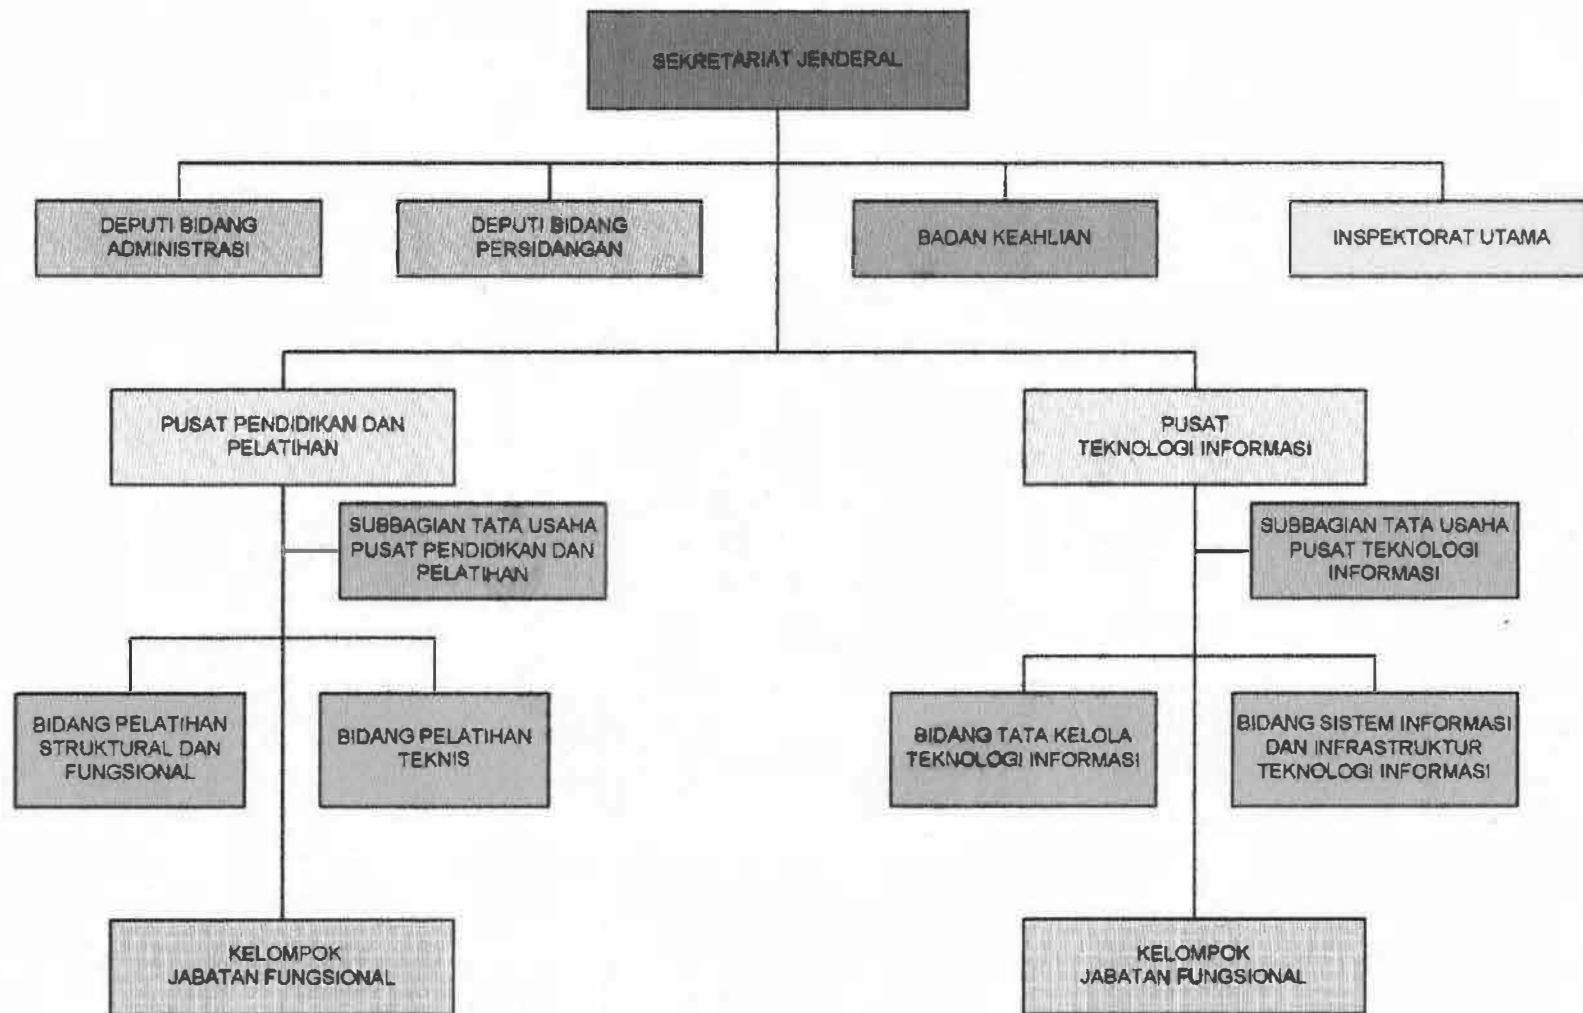 SEKRETARIAT JENDERAL
DEPUTI BIDANG
ADMINISTRASI
DEPUTI BIDANG
PERSIDANGAN
BADAN KEAHLIAN
INSPEKTORAT UTAMA
PUSAT PENDIDIKAN DAN
PELATIHAN
PUSAT
TEKNOLOGI INFORMASI
SUBBAGIAN TATA USAHA
PUSAT PENDIDIKAN DAN
PELATIHAN
SUBBAGIAN TATA USAHA
PUSAT TEKNOLOGI
INFORMASI
BIDANG PELATIHAN
STRUKTURAL DAN
FUNGSIONAL
BIDANG PELATIHAN
TEKNIS
BIDANG TATA KELOLA
TEKNOLOGI INFORMASI
BIDANG SISTEM INFORMASI
DAN INFRASTRUKTUR
TEKNOLOGI INFORMASI
KELOMPOK
JABATAN FUNGSIONAL
KELOMPOK
JABATAN FUNGSIONAL